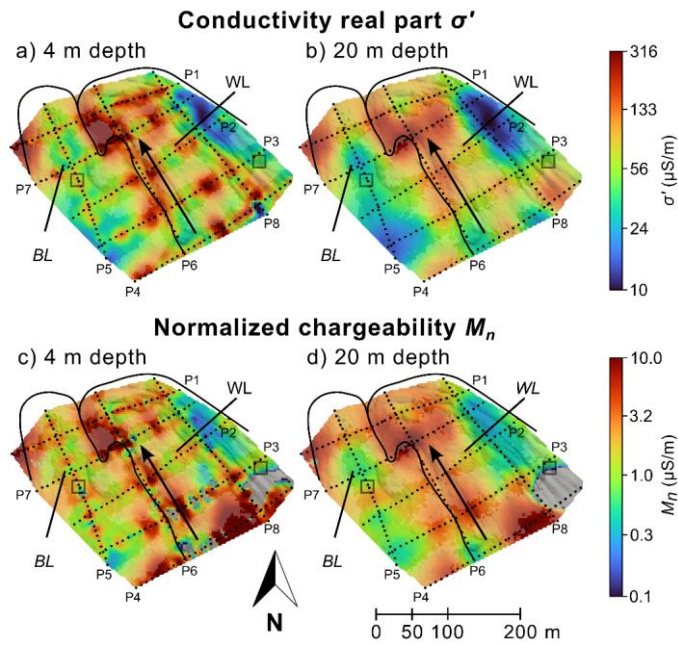 Conductivity real part σ'
a) 4 m depth
b) 20 m depth
P1
WL
P2
P3
P7
BL
P8
P5
P6
P4
P1
WL
P2
P3
P7
BL
P8
P5
P6
P4
316
133
56
24
10
σ' (µS/m)
Normalized chargeability Mn
c) 4 m depth
d) 20 m depth
P1
WL
P2
P3
P7
BL
P8
P5
P6
P4
P1
WL
P2
P3
P7
BL
P8
P5
P6
P4
10.0
3.2
1.0
0.3
0.1
Mn (µS/m)
N
0 50 100 200 m